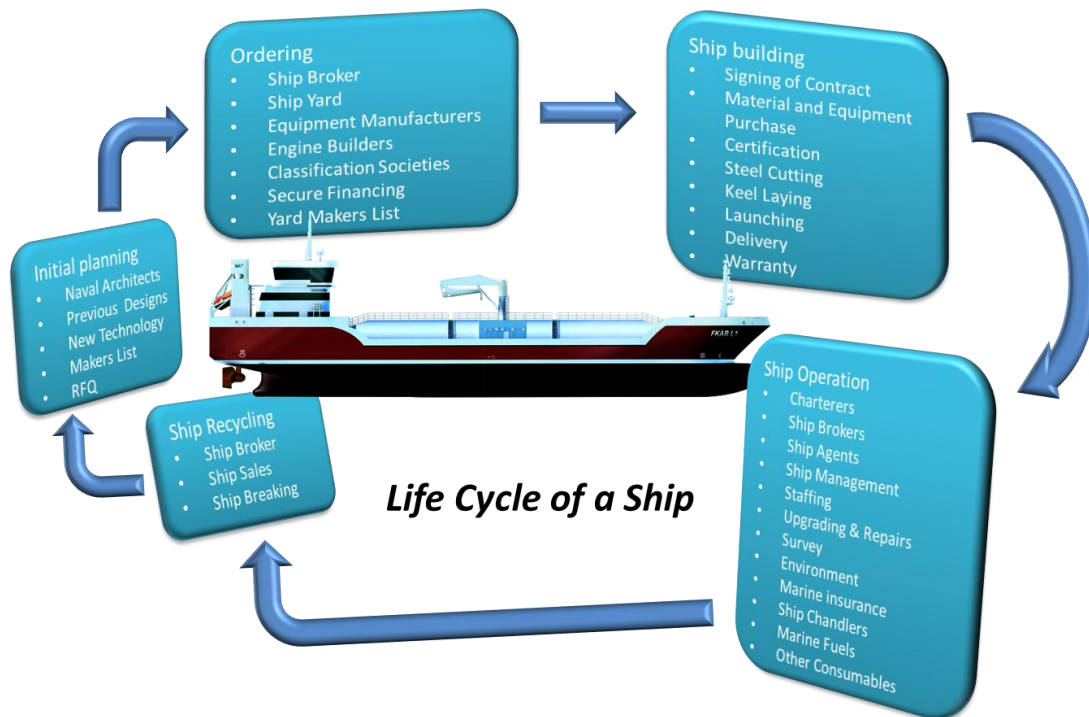 Ordering
• Ship Broker
• Ship Yard
• Equipment Manufacturers
• Engine Builders
• Classification Societies
• Secure Financing
• Yard Makers List
Ship building
• Signing of Contract
• Material and Equipment
Purchase
• Certification
• Steel Cutting
• Keel Laying
• Launching
• Delivery
• Warranty
Initial planning
• Naval Architects
• Previous Designs
• New Technology
• Makers List
• RFQ
FKAB L1
Ship Operation
• Charterers
• Ship Brokers
• Ship Agents
• Ship Management
• Staffing
• Upgrading & Repairs
• Survey
• Environment
• Marine insurance
• Ship Chandlers
• Marine Fuels
• Other Consumables
Ship Recycling
• Ship Broker
• Ship Sales
• Ship Breaking
Life Cycle of a Ship